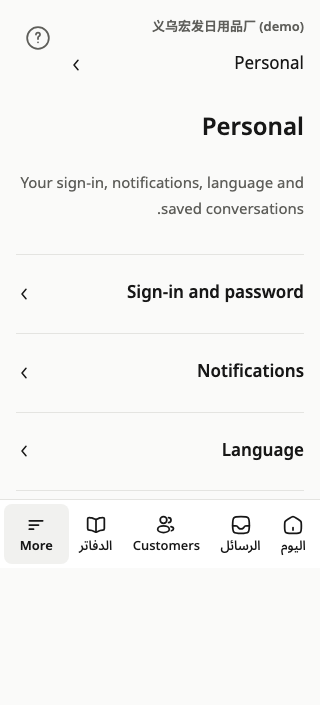 义乌宏发日用品厂 (demo)
Personal
Personal
Your sign-in, notifications, language and
saved conversations.
Sign-in and password
Notifications
Language
اليوم
الرسائل
Customers
الدفاتر
More